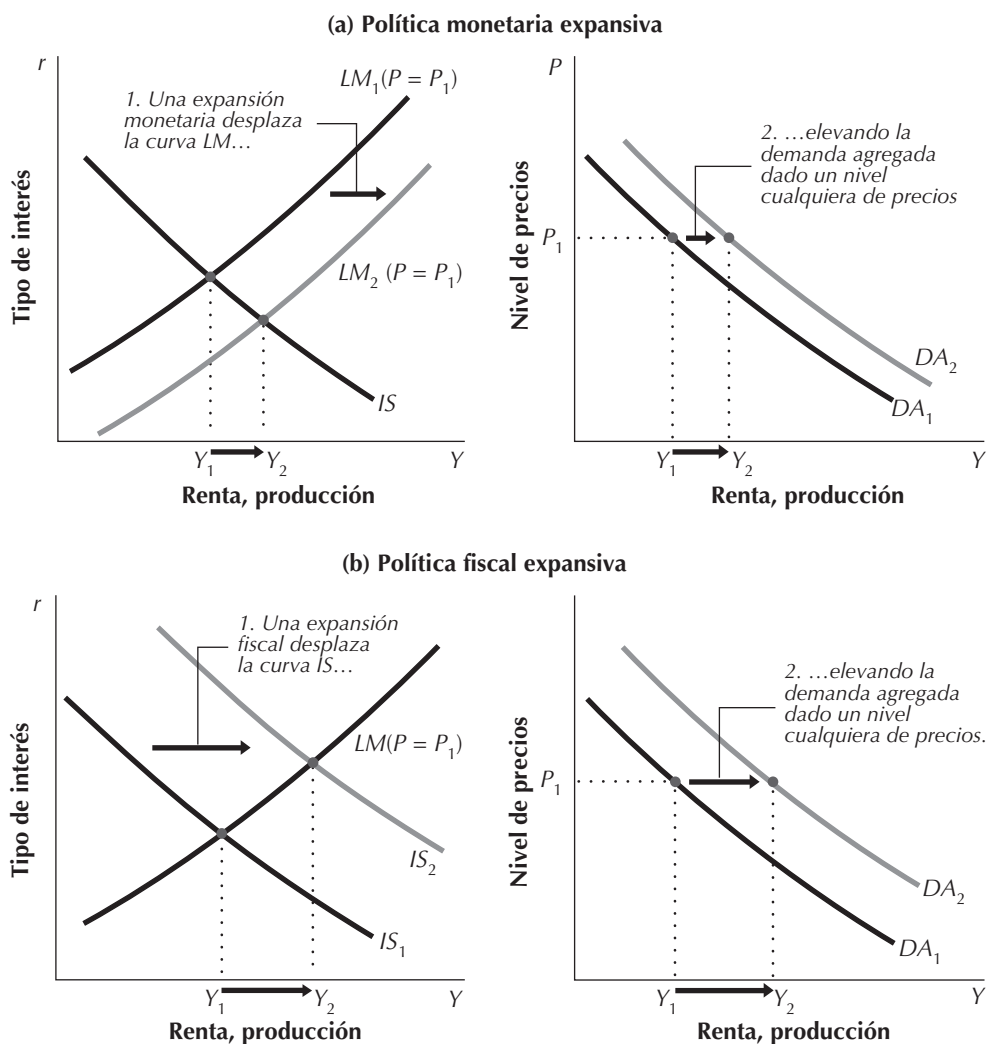 (a) Política monetaria expansiva
r
LM₁(P = P₁)
1. Una expansión
monetaria desplaza
la curva LM…
Tipo de interés
LM₂ (P = P₁)
IS
Y₁
Y₂
Y
Renta, producción
P
2. …elevando la
demanda agregada
dado un nivel
cualquiera de precios
Nivel de precios
P₁
DA₂
DA₁
Y₁
Y₂
Y
Renta, producción
(b) Política fiscal expansiva
r
1. Una expansión
fiscal desplaza
la curva IS…
Tipo de interés
LM(P = P₁)
IS₂
IS₁
Y₁
Y₂
Y
Renta, producción
P
2. …elevando la
demanda agregada
dado un nivel
cualquiera de precios.
Nivel de precios
P₁
DA₂
DA₁
Y₁
Y₂
Y
Renta, producción